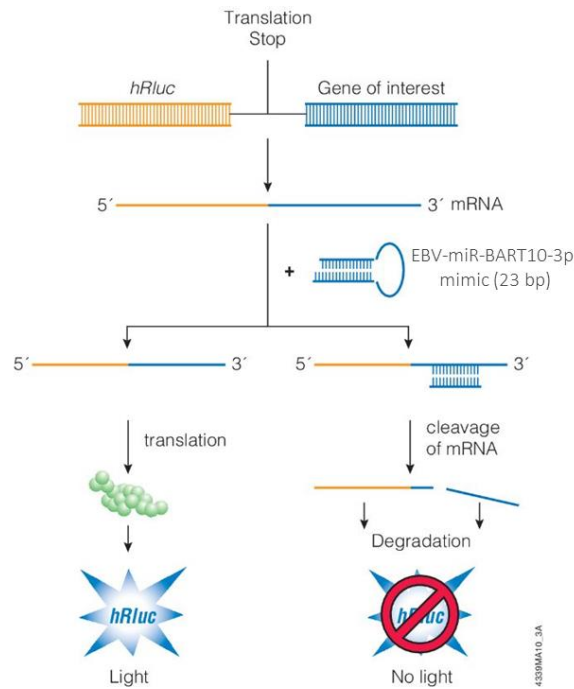 Translation
Stop
hRluc
Gene of interest
5´
3´ mRNA
+
EBV-miR-BART10-3p
mimic (23 bp)
5´
3´
5´
3´
translation
cleavage
of mRNA
Degradation
hRluc
hRluc
Light
No light
4339MA10_3A